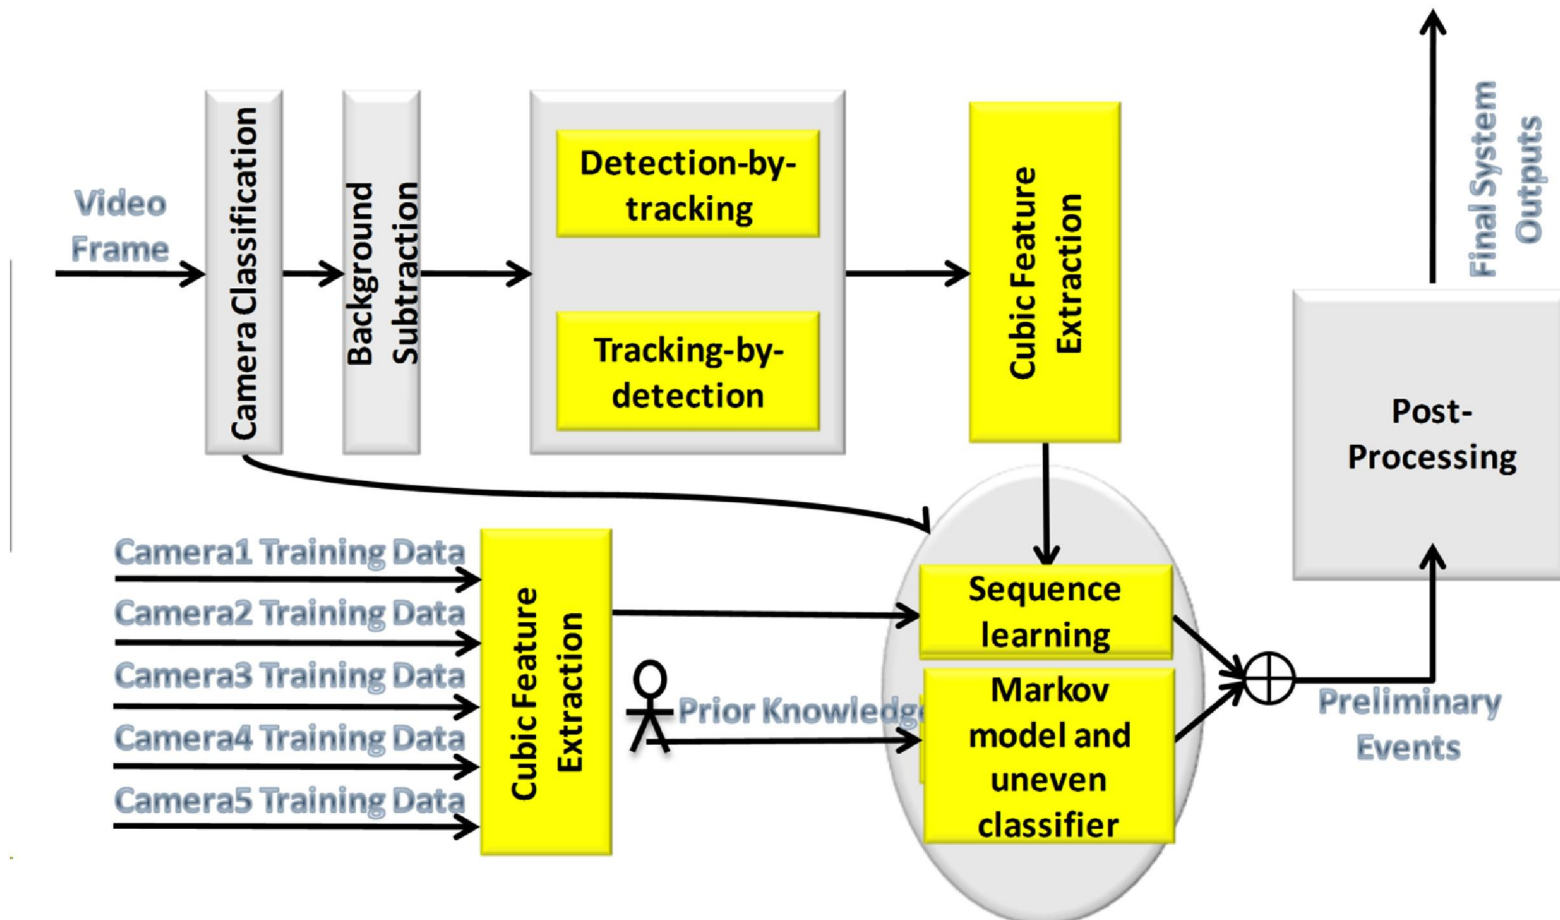 Video
Frame
Camera Classification
Background
Subtraction
Detection-by-
tracking
Tracking-by-
detection
Cubic Feature
Extraction
Final System
Outputs
Post-
Processing
Camera1 Training Data
Camera2 Training Data
Camera3 Training Data
Camera4 Training Data
Camera5 Training Data
Cubic Feature
Extraction
Prior Knowledge
Sequence
learning
Markov
model and
uneven
classifier
Preliminary
Events